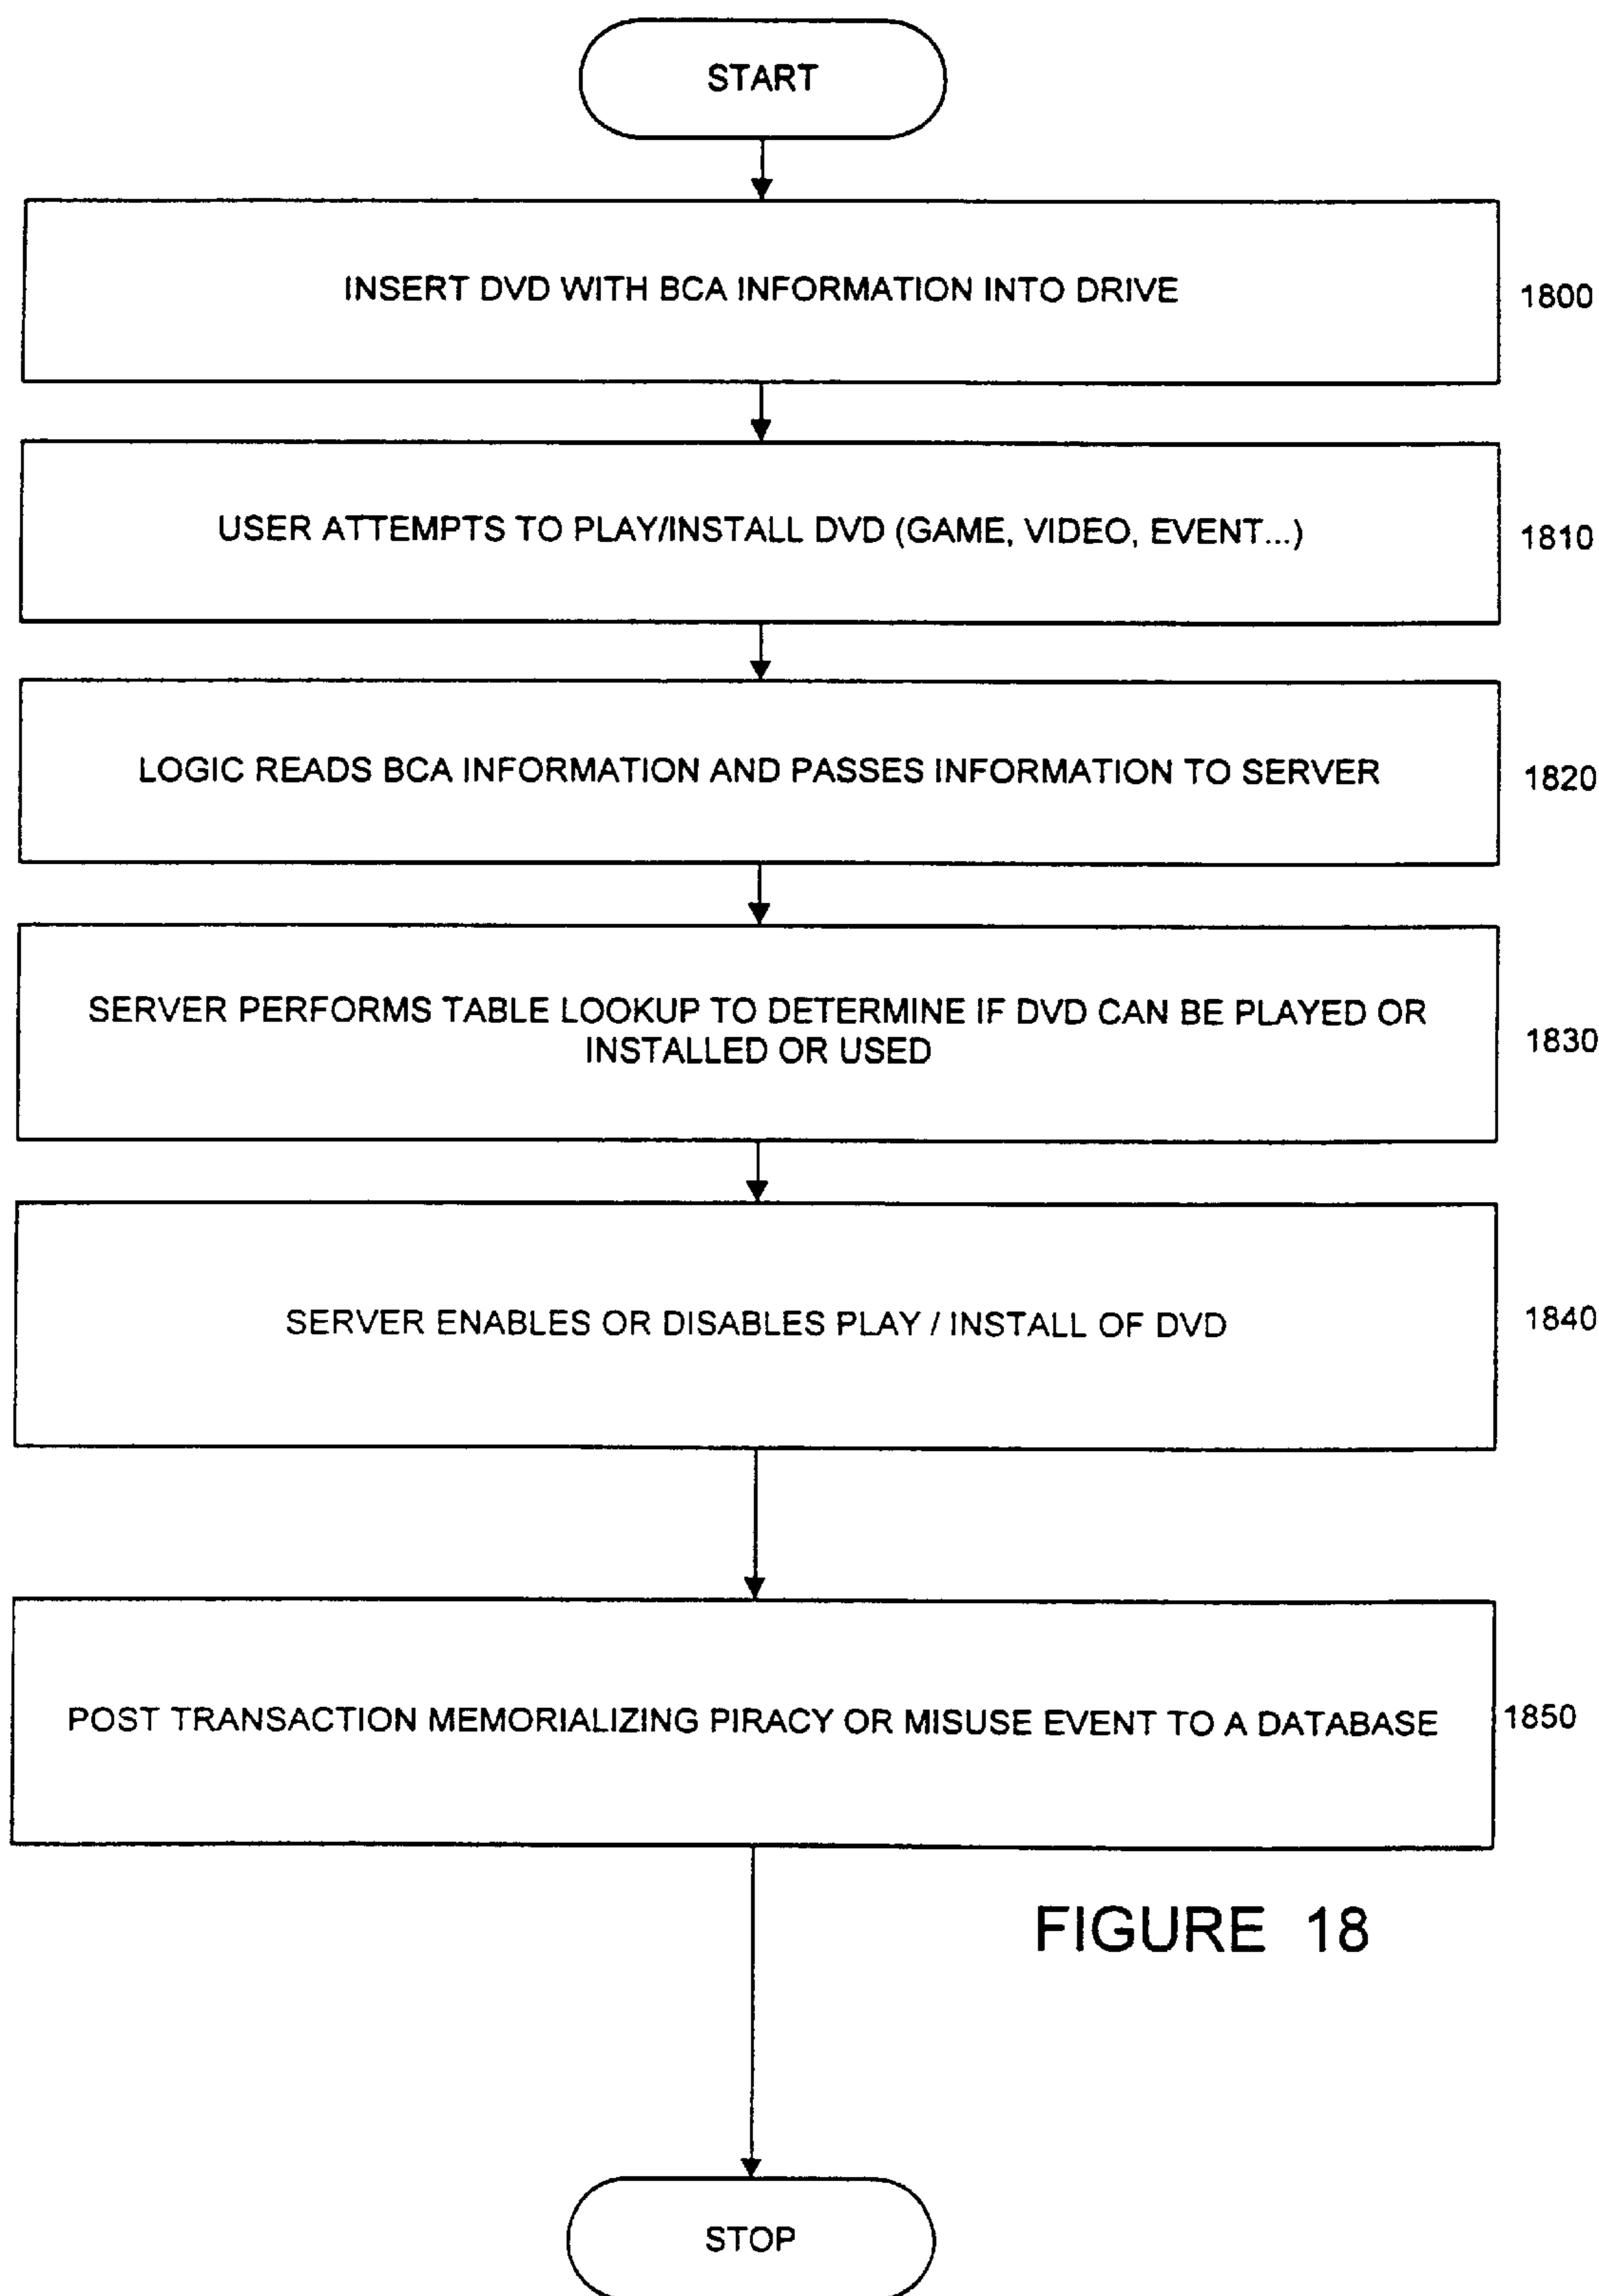 START
INSERT DVD WITH BCA INFORMATION INTO DRIVE
1800
USER ATTEMPTS TO PLAY/INSTALL DVD (GAME, VIDEO, EVENT...)
1810
LOGIC READS BCA INFORMATION AND PASSES INFORMATION TO SERVER
1820
SERVER PERFORMS TABLE LOOKUP TO DETERMINE IF DVD CAN BE PLAYED OR
INSTALLED OR USED
1830
SERVER ENABLES OR DISABLES PLAY / INSTALL OF DVD
1840
POST TRANSACTION MEMORIALIZING PIRACY OR MISUSE EVENT TO A DATABASE
1850
FIGURE 18
STOP